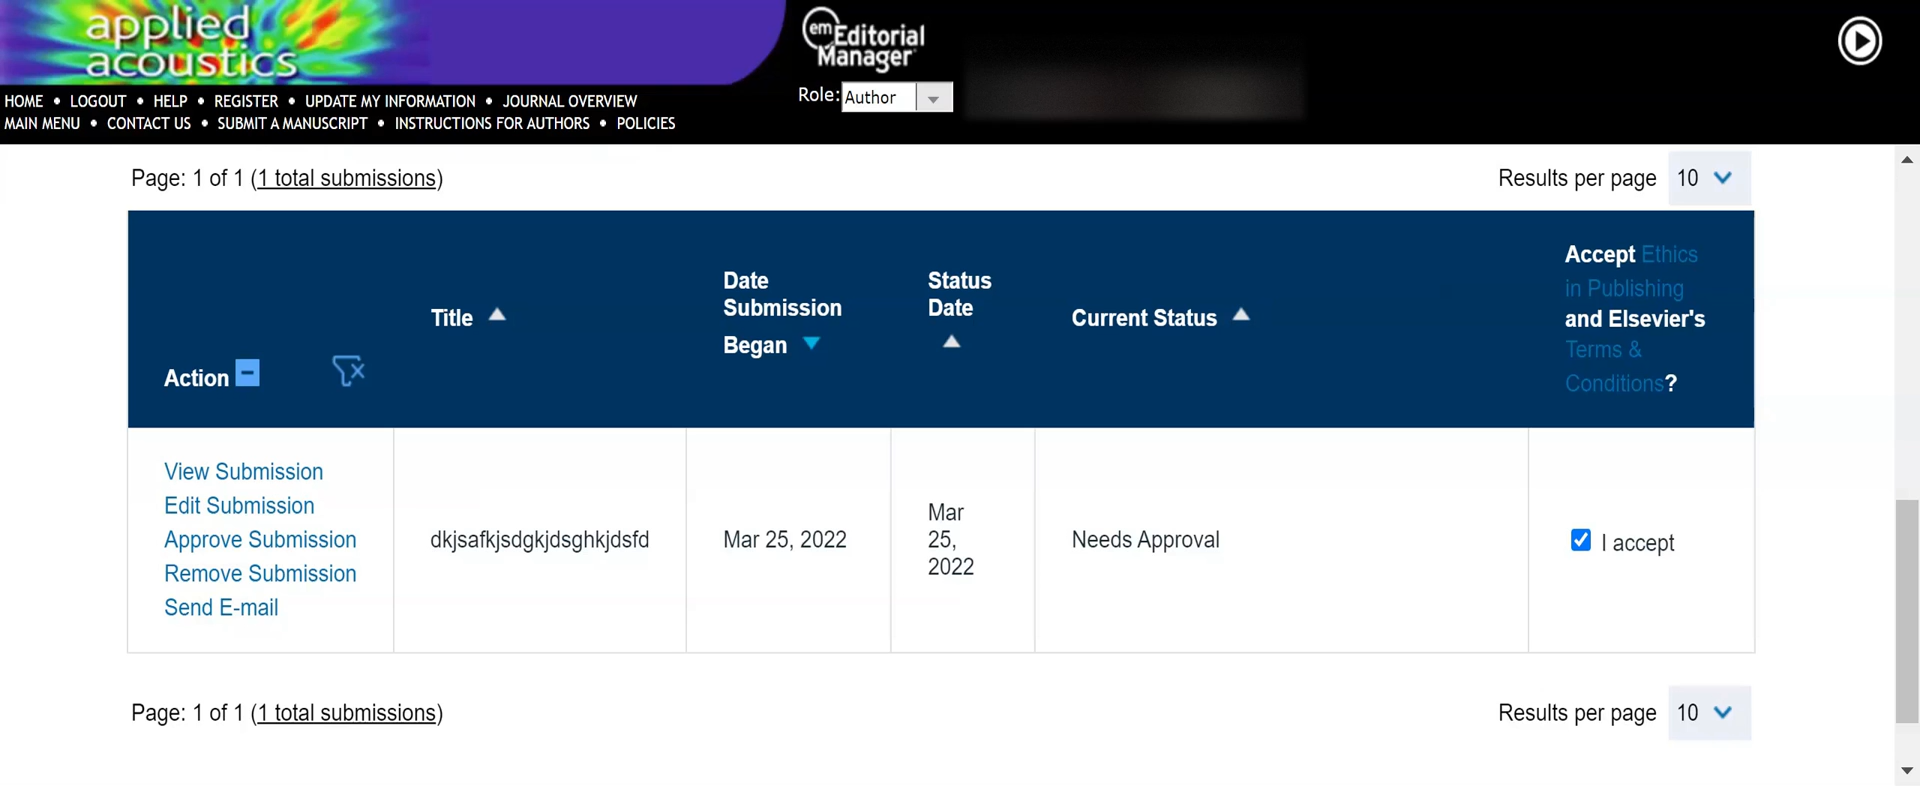 applied
acoustics
em Editorial
Manager
Role: Author
HOME • LOGOUT • HELP • REGISTER • UPDATE MY INFORMATION • JOURNAL OVERVIEW
MAIN MENU • CONTACT US • SUBMIT A MANUSCRIPT • INSTRUCTIONS FOR AUTHORS • POLICIES
Page: 1 of 1 (1 total submissions)
Results per page 10
Action
Title
Date
Submission
Began
Status
Date
Current Status
Accept Ethics
in Publishing
and Elsevier's
Terms &
Conditions?
View Submission
Edit Submission
Approve Submission
Remove Submission
Send E-mail
dkjsafkjsdgkjdsghkjdsfd
Mar 25, 2022
Mar
25,
2022
Needs Approval
I accept
Page: 1 of 1 (1 total submissions)
Results per page 10